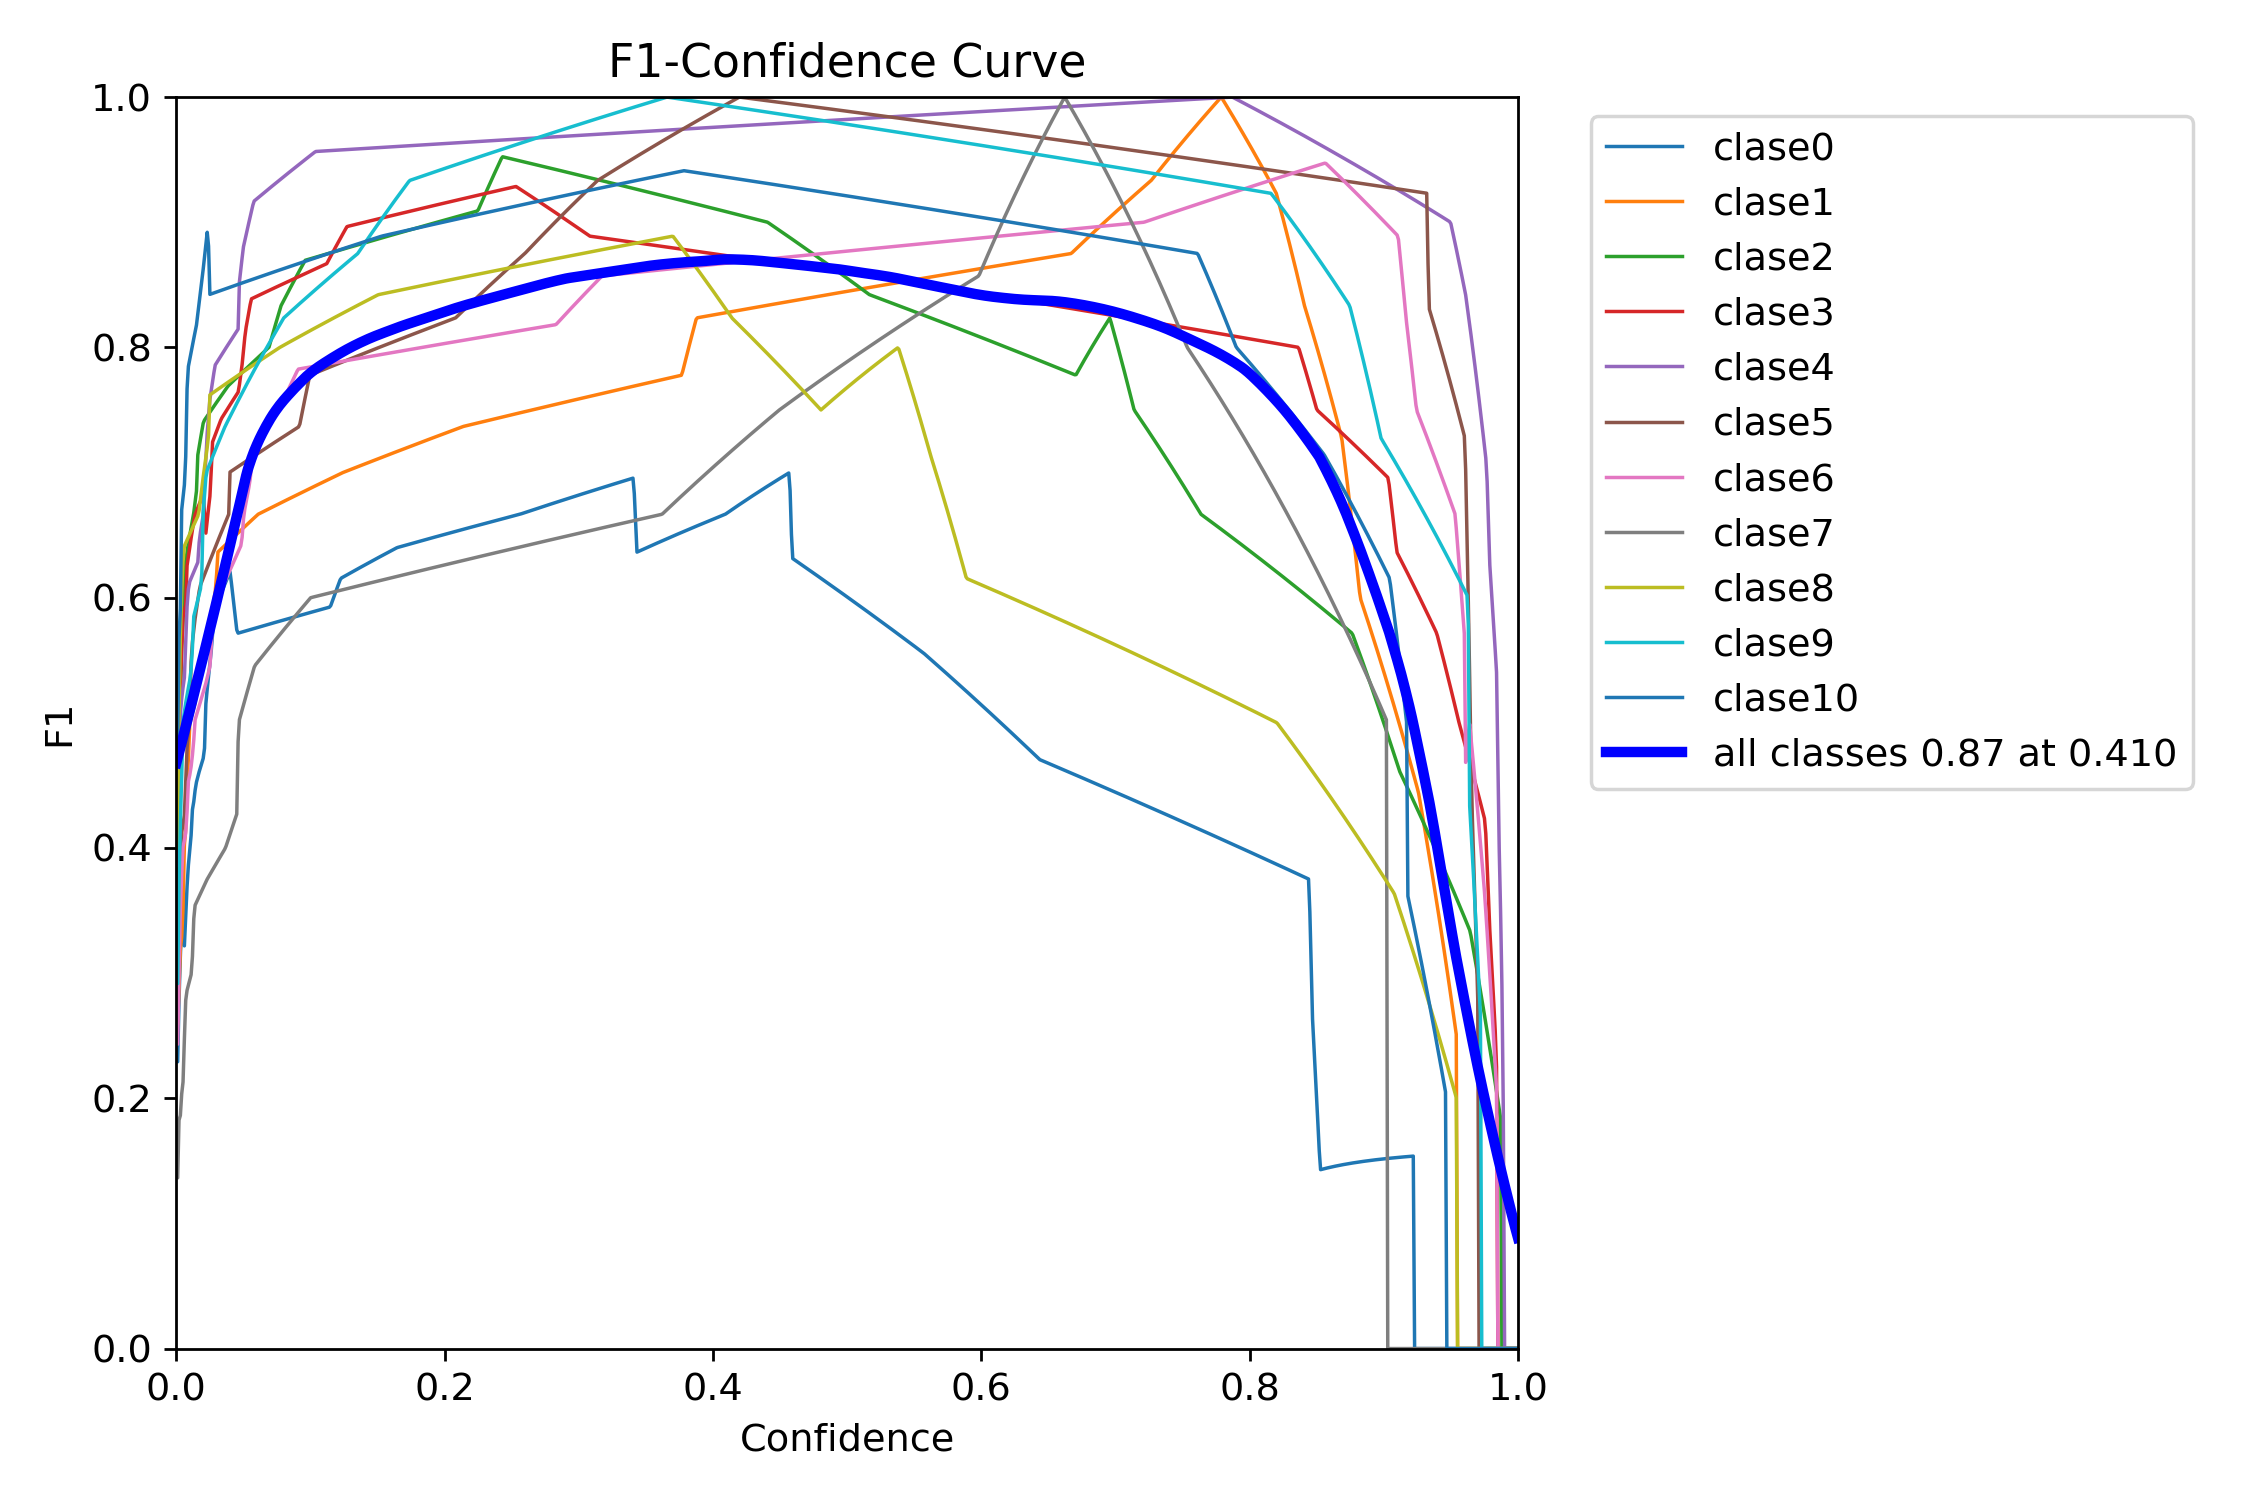 F1-Confidence Curve
1.0
0.8
0.6
0.4
0.2
0.0
F1
0.0 0.2 0.4 0.6 0.8 1.0
Confidence
clase0
clase1
clase2
clase3
clase4
clase5
clase6
clase7
clase8
clase9
clase10
all classes 0.87 at 0.410